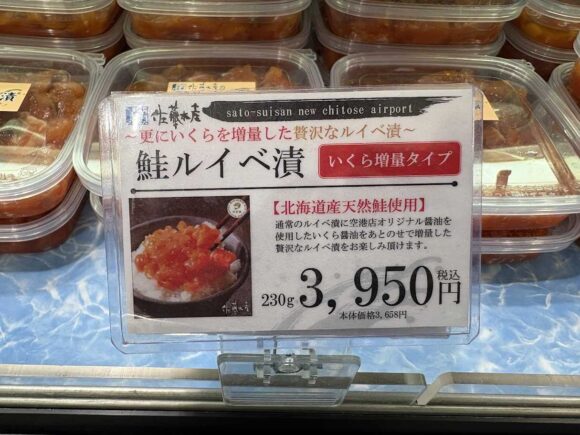 佐藤水産
sato-suisan new chitose airport
～更にいくらを増量した贅沢なルイベ漬～
鮭ルイベ漬
いくら増量タイプ
【北海道産天然鮭使用】
通常のルイベ漬に空港店オリジナル醤油を
使用したいくら醤油をあとのせで増量した
贅沢なルイベ漬をお楽しみ頂けます。
230g 3,950円 税込
本体価格3,658円
佐藤水産
漬